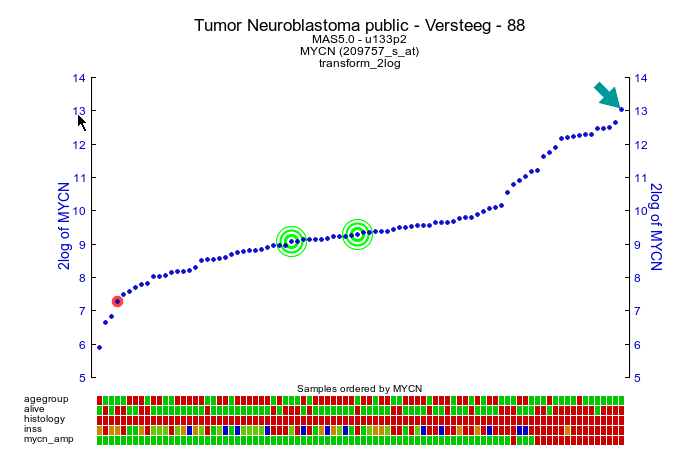 Tumor Neuroblastoma public - Versteeg - 88
MAS5.0 - u133p2
MYCN (209757_s_at)
transform_2log
14 14
13 13
12 12
11 11
10 10
9 9
8 8
7 7
6 6
5 5
2log of MYCN
2log of MYCN
Samples ordered by MYCN
agegroup
alive
histology
inss
mycn_amp